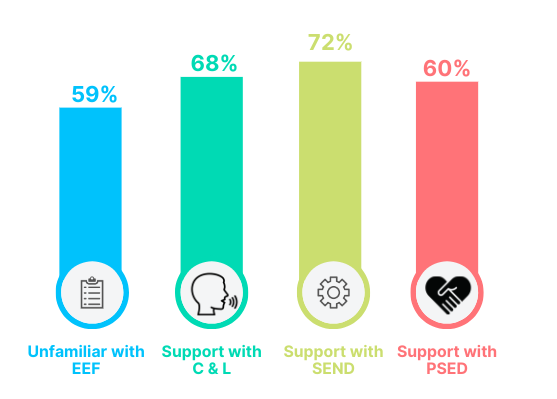 59%
68%
72%
60%
Unfamiliar with
EEF
Support with
C & L
Support with
SEND
Support with
PSED